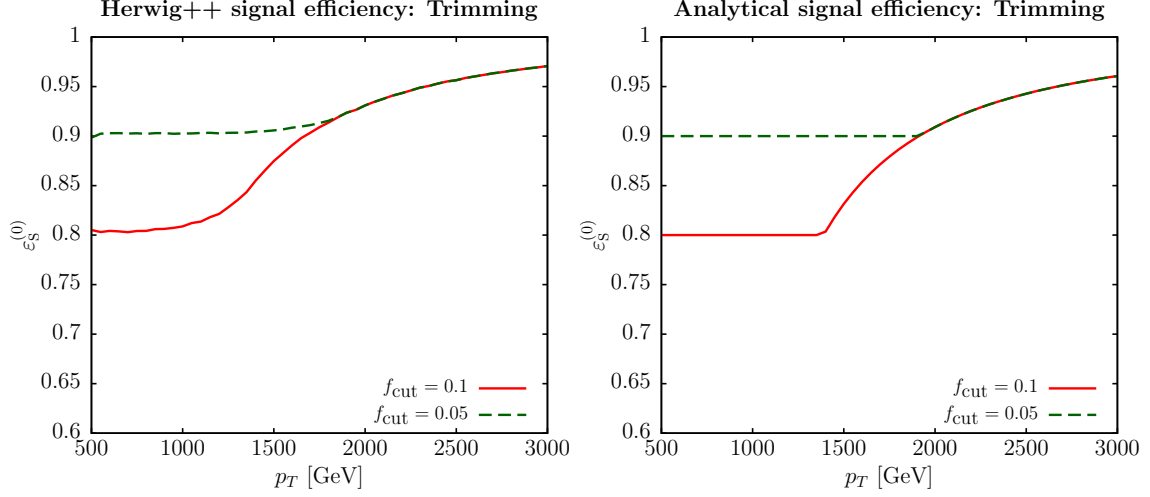 Herwig++ signal efficiency: Trimming
1
0.95
0.9
0.85
0.8
0.75
0.7
0.65
0.6
ε_S^(0)
f_cut = 0.1
f_cut = 0.05
500 1000 1500 2000 2500 3000
p_T [GeV]
Analytical signal efficiency: Trimming
1
0.95
0.9
0.85
0.8
0.75
0.7
0.65
0.6
ε_S^(0)
f_cut = 0.1
f_cut = 0.05
500 1000 1500 2000 2500 3000
p_T [GeV]